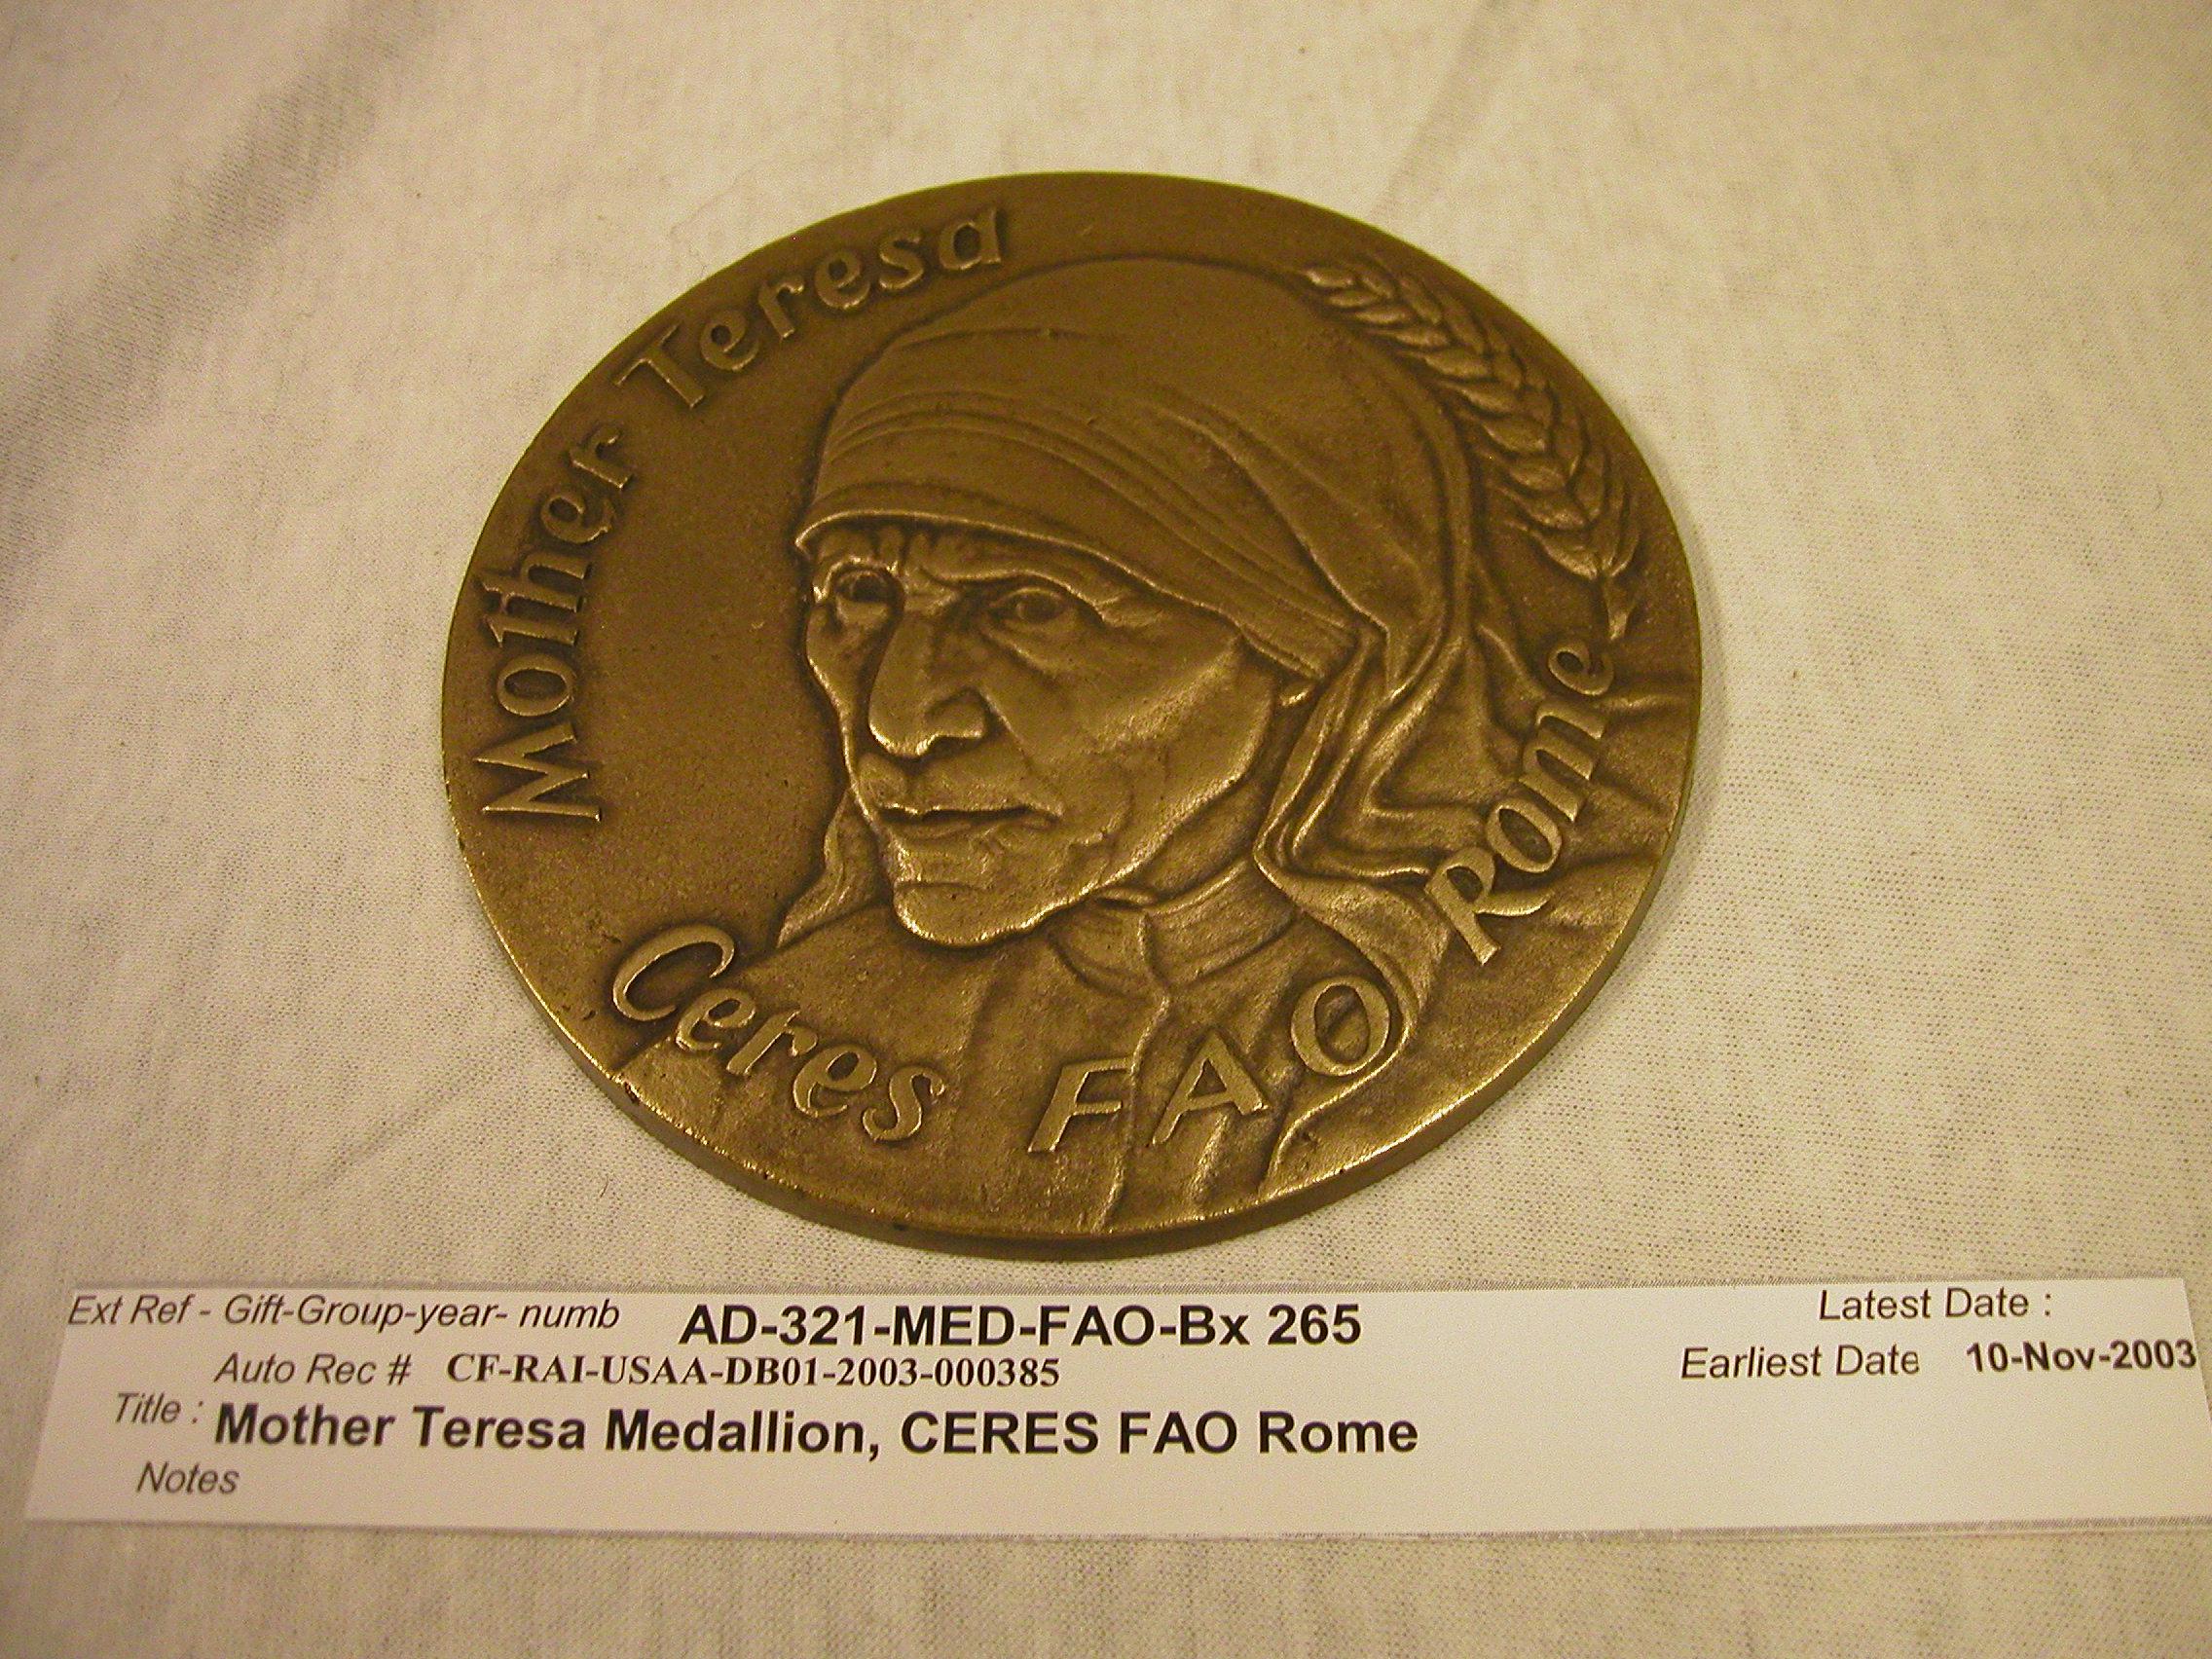 Mother Teresa
Ceres FAO Rome
Ext Ref - Gift-Group-year- numb AD-321-MED-FAO-Bx 265 Latest Date :
Auto Rec # CF-RAI-USAA-DB01-2003-000385 Earliest Date 10-Nov-2003
Title : Mother Teresa Medallion, CERES FAO Rome
Notes